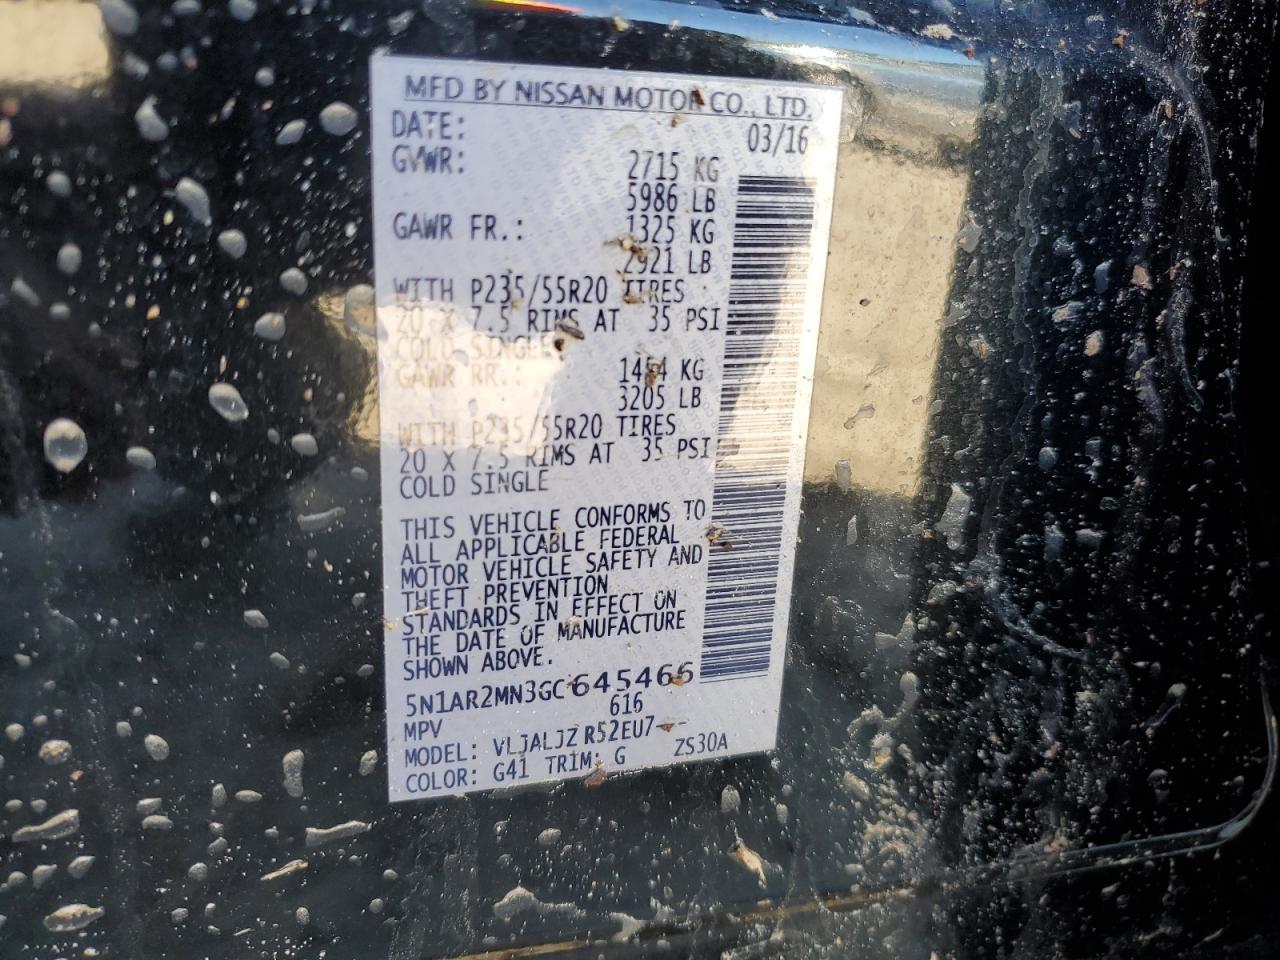 MFD BY NISSAN MOTOR CO., LTD.
DATE: 03/16
GVWR: 2715 KG
5986 LB
GAWR FR.: 1325 KG
2921 LB
WITH P235/55R20 TIRES
20 X 7.5 RIMS AT 35 PSI
COLD SINGLE
GAWR RR.: 1454 KG
3205 LB
WITH P235/55R20 TIRES
20 X 7.5 RIMS AT 35 PSI
COLD SINGLE
THIS VEHICLE CONFORMS TO
ALL APPLICABLE FEDERAL
MOTOR VEHICLE SAFETY AND
THEFT PREVENTION
STANDARDS IN EFFECT ON
THE DATE OF MANUFACTURE
SHOWN ABOVE.
5N1AR2MN3GC645466
MPV 616
MODEL: VLJALJZ R52EU7---
COLOR: G41 TRIM: G ZS30A